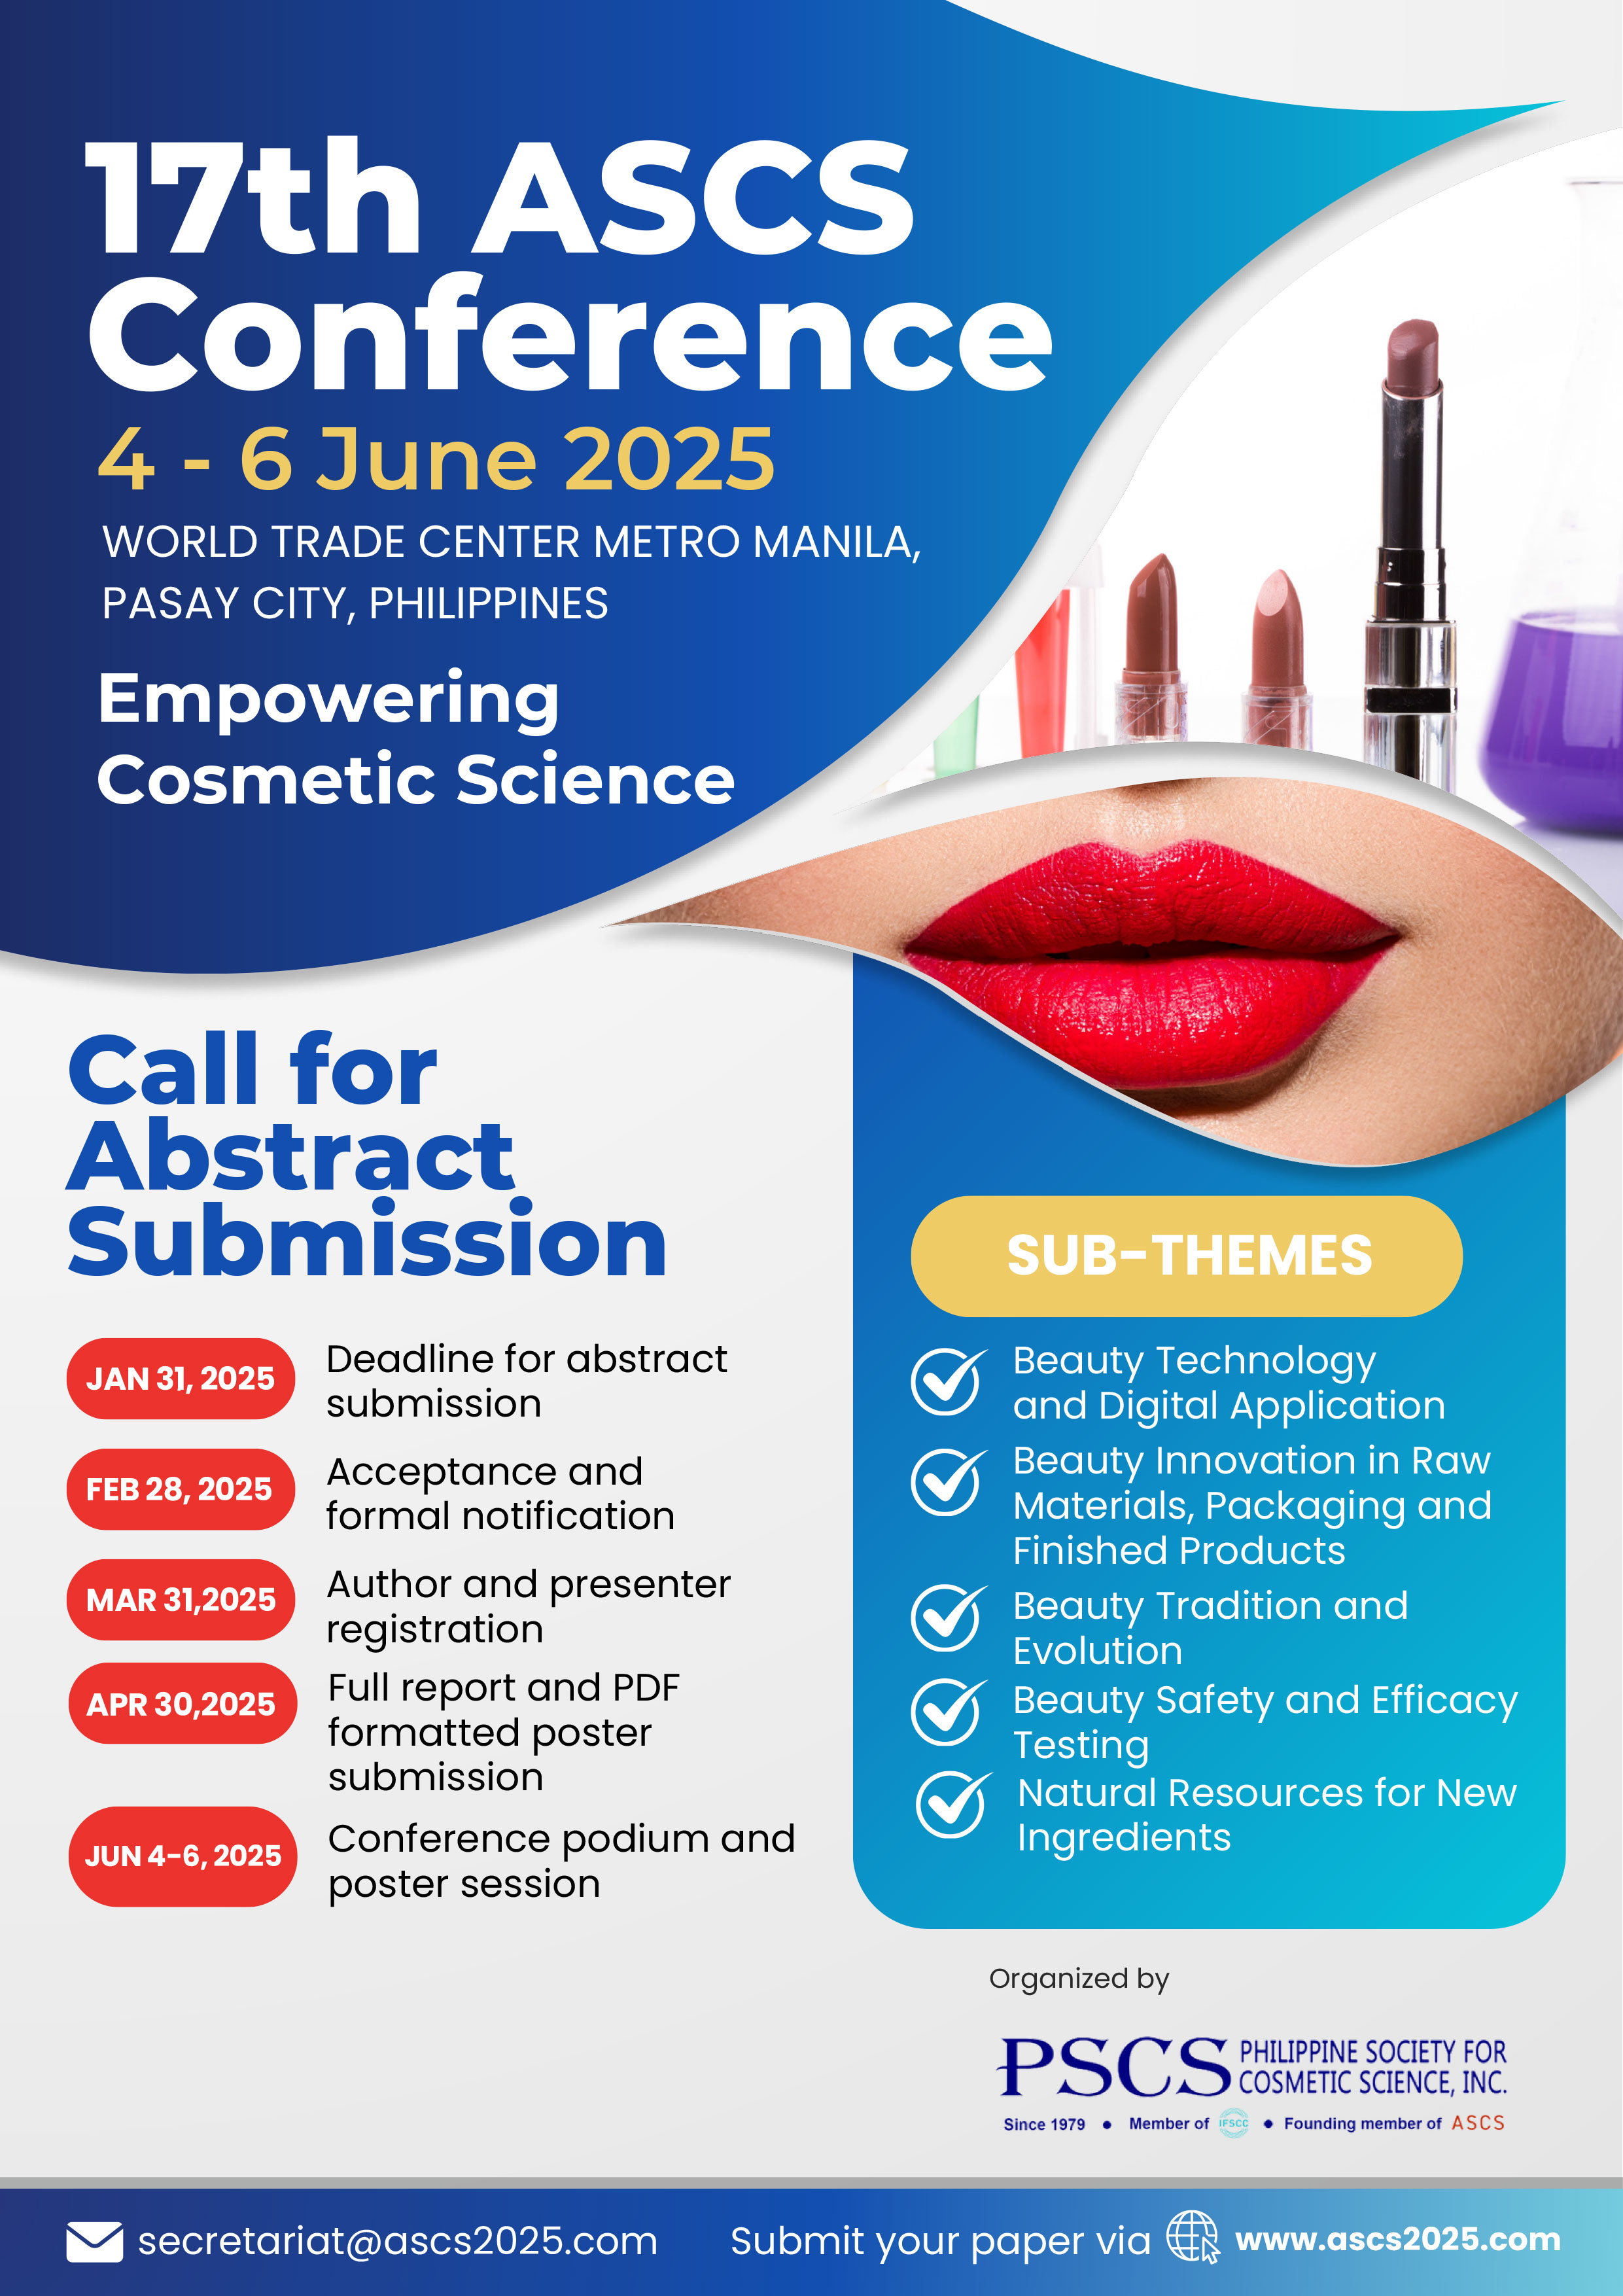 17th ASCS
Conference
4 - 6 June 2025
WORLD TRADE CENTER METRO MANILA,
PASAY CITY, PHILIPPINES
Empowering
Cosmetic Science
Call for
Abstract
Submission
JAN 31, 2025
Deadline for abstract
submission
FEB 28, 2025
Acceptance and
formal notification
MAR 31,2025
Author and presenter
registration
APR 30,2025
Full report and PDF
formatted poster
submission
JUN 4-6, 2025
Conference podium and
poster session
SUB-THEMES
Beauty Technology
and Digital Application
Beauty Innovation in Raw
Materials, Packaging and
Finished Products
Beauty Tradition and
Evolution
Beauty Safety and Efficacy
Testing
Natural Resources for New
Ingredients
Organized by
PSCS PHILIPPINE SOCIETY FOR
COSMETIC SCIENCE, INC.
Since 1979 • Member of IFSCC • Founding member of ASCS
secretariat@ascs2025.com Submit your paper via www.ascs2025.com